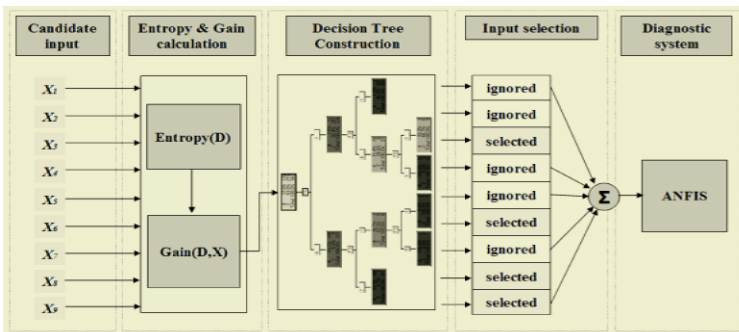 Candidate
input
Entropy & Gain
calculation
Decision Tree
Construction
Input selection
Diagnostic
system
X1
X2
X3
X4
X5
X6
X7
X8
X9
Entropy(D)
Gain(D,X)
ignored
ignored
selected
ignored
ignored
selected
ignored
selected
selected
Σ
ANFIS